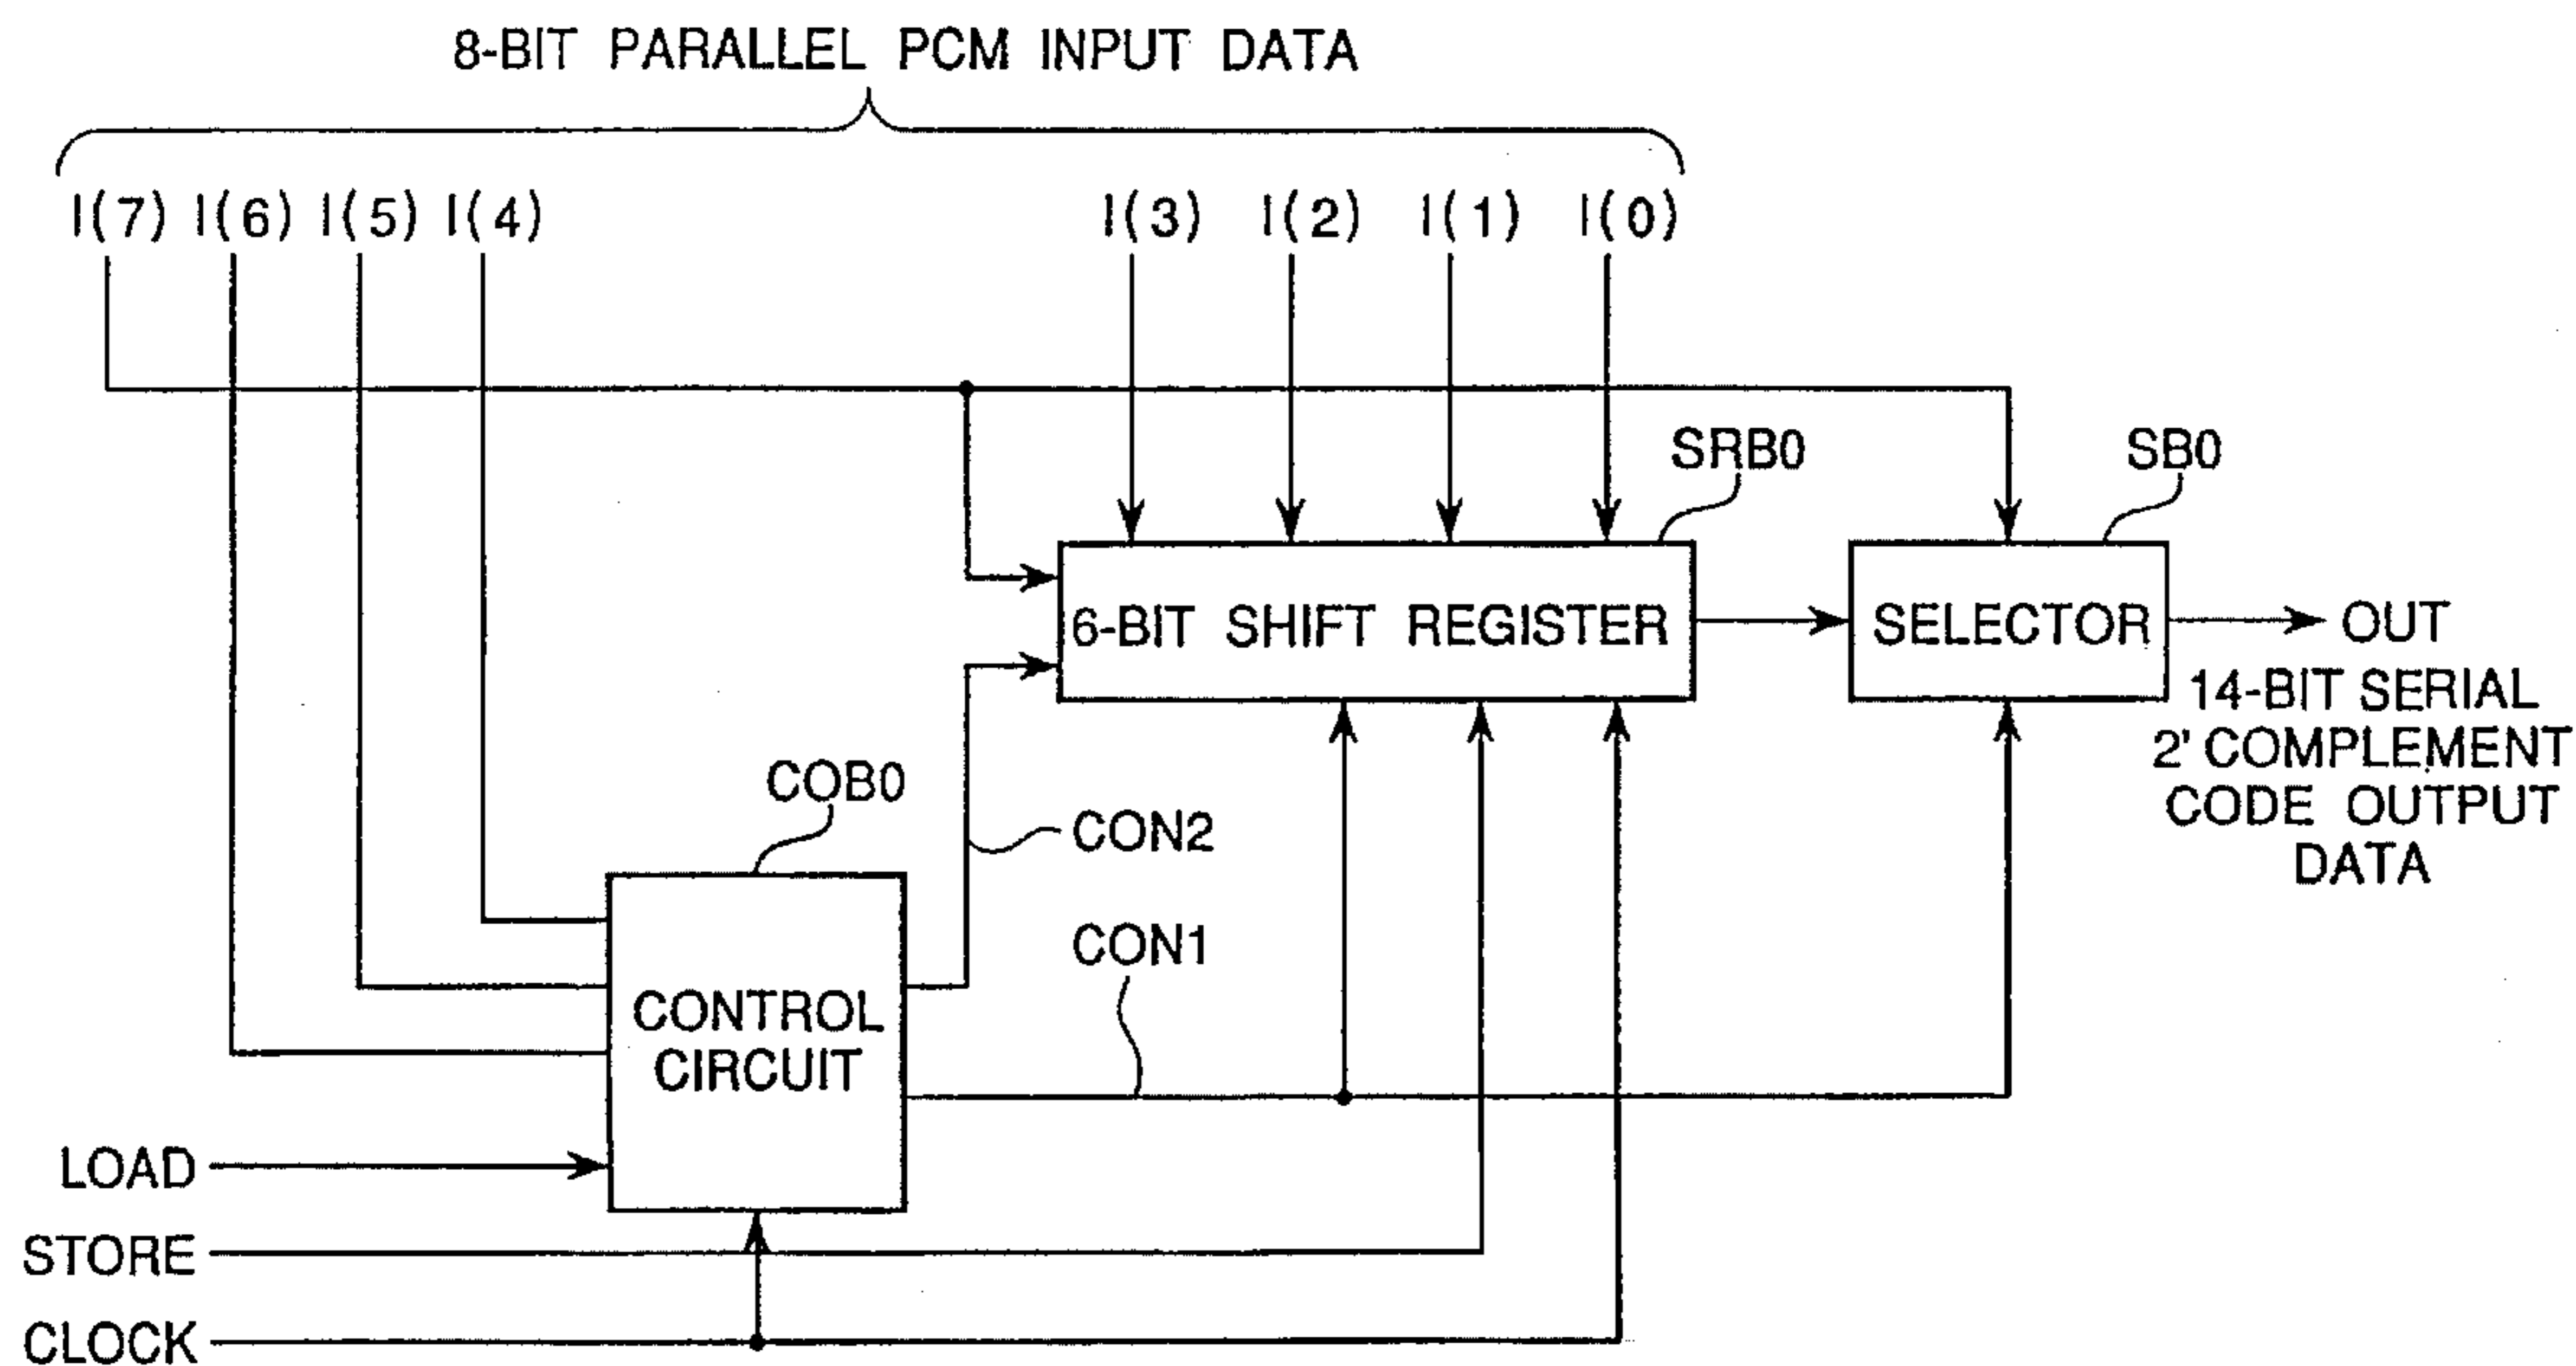 8-BIT PARALLEL PCM INPUT DATA
I(7) I(6) I(5) I(4) I(3) I(2) I(1) I(0)
SRB0
SB0
6-BIT SHIFT REGISTER
SELECTOR
OUT
14-BIT SERIAL
2' COMPLEMENT
CODE OUTPUT
DATA
COB0
CON2
CON1
CONTROL
CIRCUIT
LOAD
STORE
CLOCK